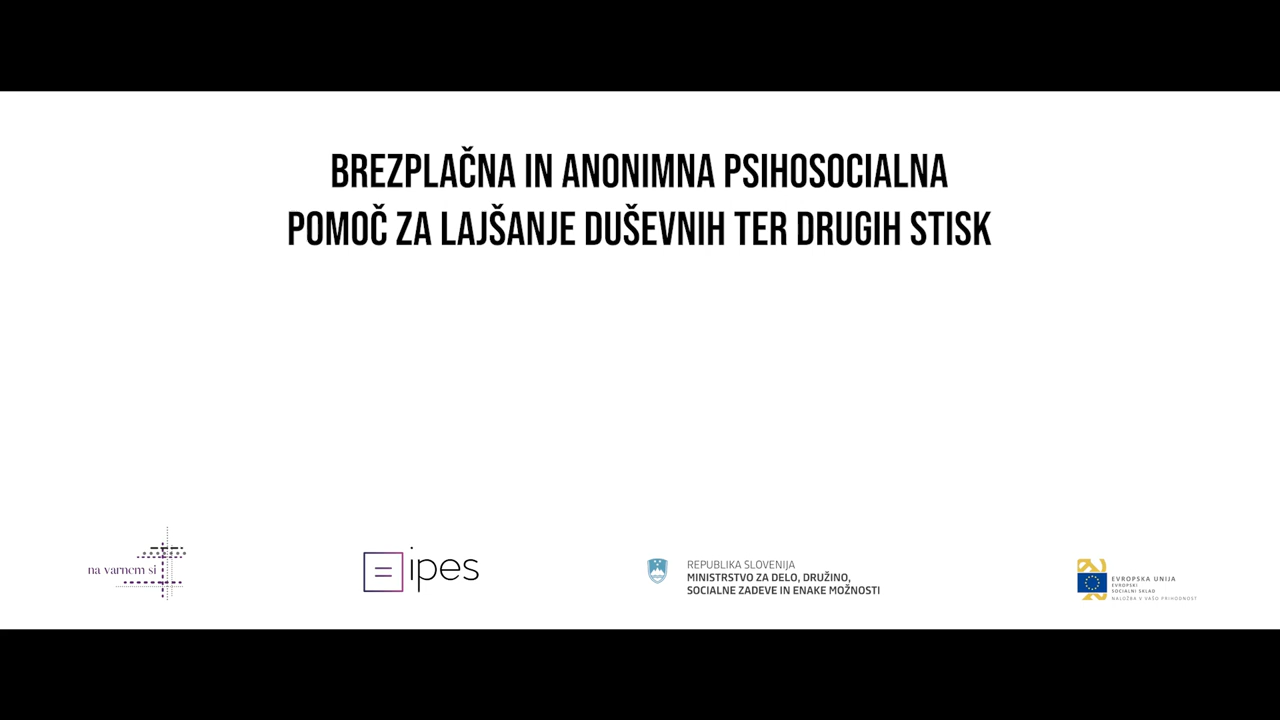 BREZPLAČNA IN ANONIMNA PSIHOSOCIALNA
POMOČ ZA LAJŠANJE DUŠEVNIH TER DRUGIH STISK
na varnem si
ipes
REPUBLIKA SLOVENIJA
MINISTRSTVO ZA DELO, DRUŽINO,
SOCIALNE ZADEVE IN ENAKE MOŽNOSTI
EVROPSKA UNIJA
EVROPSKI
SOCIALNI SKLAD
NALOŽBA V VAŠO PRIHODNOST